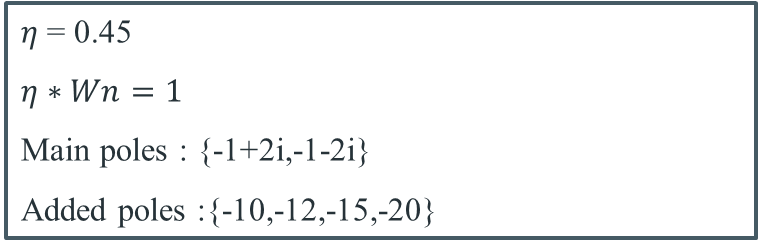 η = 0.45
η ∗ Wn = 1
Main poles : {-1+2i,-1-2i}
Added poles :{-10,-12,-15,-20}